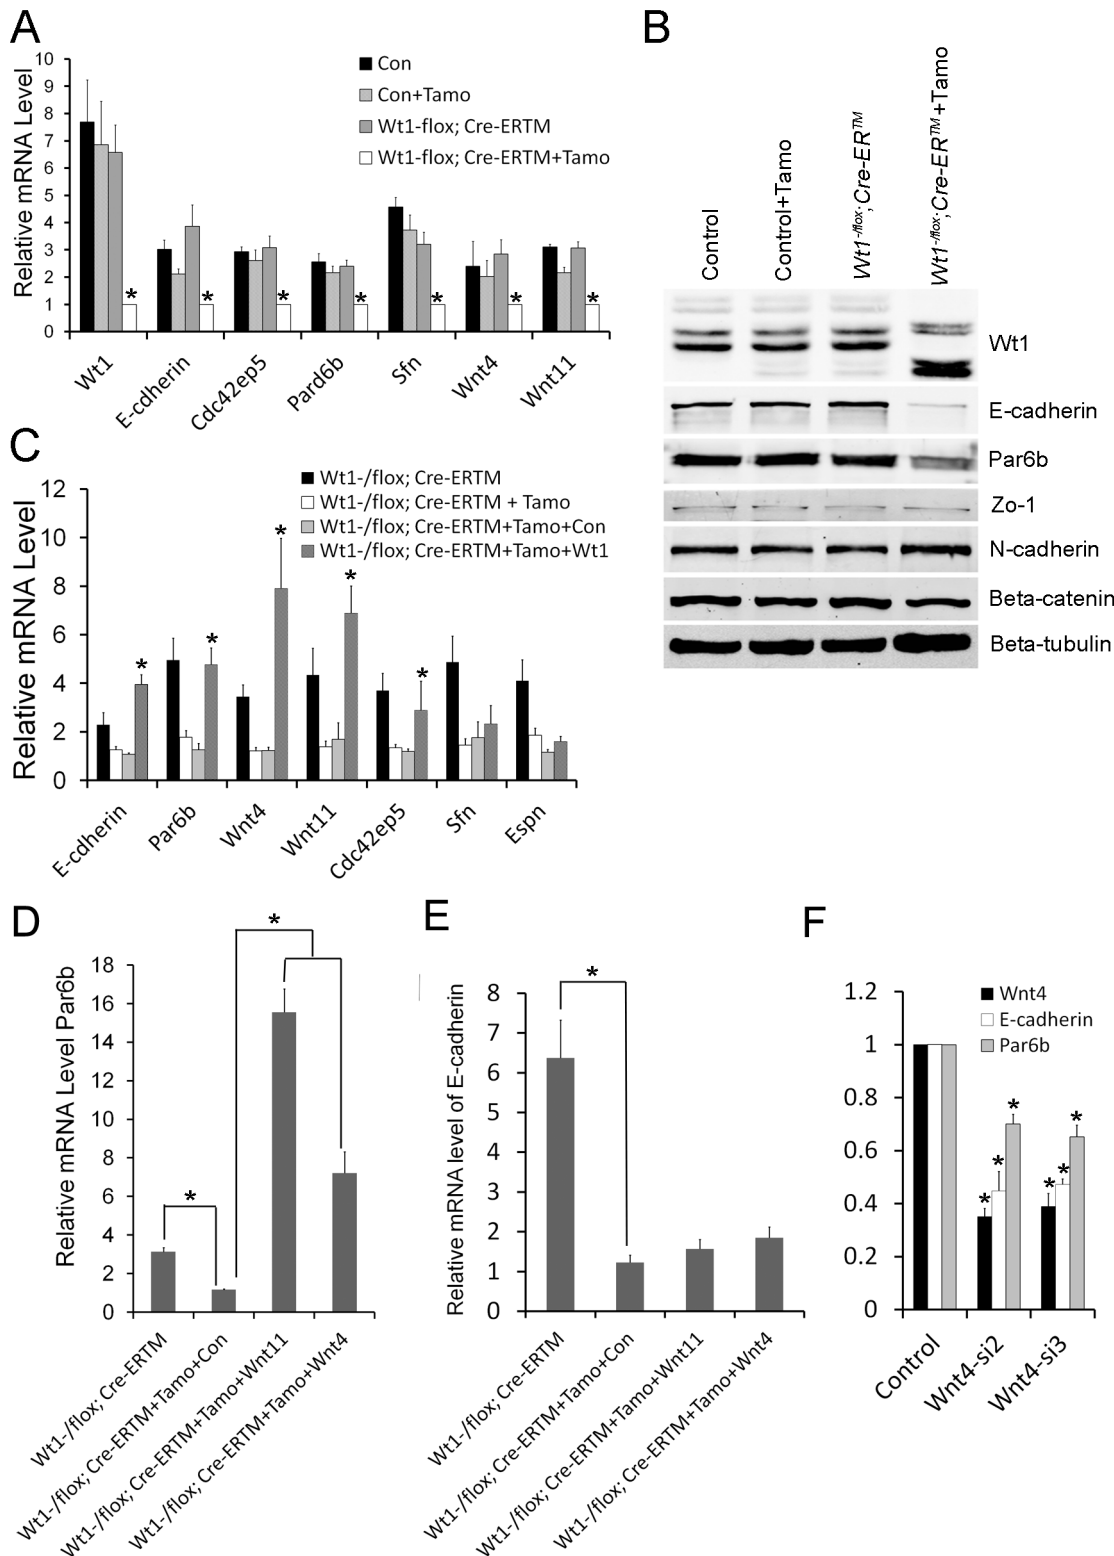 A
Relative mRNA Level
10
9
8
7
6
5
4
3
2
1
0
Con
Con+Tamo
Wt1-flox; Cre-ERTM
Wt1-flox; Cre-ERTM+Tamo
* * * * * * *
Wt1
E-cdherin
Cdc42ep5
Pard6b
Sfn
Wnt4
Wnt11
B
Control
Control+Tamo
Wt1-/flox;Cre-ERTM
Wt1-/flox;Cre-ERTM+Tamo
Wt1
E-cadherin
Par6b
Zo-1
N-cadherin
Beta-catenin
Beta-tubulin
C
Relative mRNA Level
12
10
8
6
4
2
0
Wt1-/flox; Cre-ERTM
Wt1-/flox; Cre-ERTM + Tamo
Wt1-/flox; Cre-ERTM+Tamo+Con
Wt1-/flox; Cre-ERTM+Tamo+Wt1
* * * * *
E-cdherin
Par6b
Wnt4
Wnt11
Cdc42ep5
Sfn
Espn
D
Relative mRNA Level Par6b
18
16
14
12
10
8
6
4
2
0
*
*
Wt1-/flox; Cre-ERTM
Wt1-/flox; Cre-ERTM+Tamo+Con
Wt1-/flox; Cre-ERTM+Tamo+Wnt11
Wt1-/flox; Cre-ERTM+Tamo+Wnt4
E
Relative mRNA level of E-cadherin
8
7
6
5
4
3
2
1
0
*
Wt1-/flox; Cre-ERTM
Wt1-/flox; Cre-ERTM+Tamo+Con
Wt1-/flox; Cre-ERTM+Tamo+Wnt11
Wt1-/flox; Cre-ERTM+Tamo+Wnt4
F
1.2
1
0.8
0.6
0.4
0.2
0
Wnt4
E-cadherin
Par6b
* * * * * *
Control
Wnt4-si2
Wnt4-si3